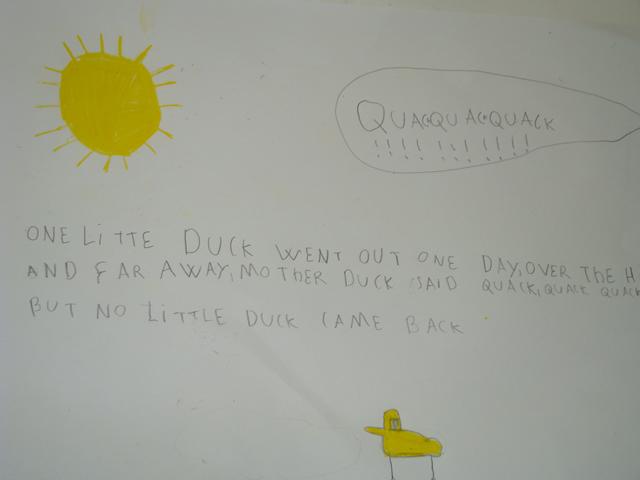 QUACQUACQUACK
!!!! !!! !!!!!
ONE LITTE DUCK WENT OUT ONE DAY, OVER THE H
AND FAR AWAY, MOTHER DUCK SAID QUACK, QUACK QUACK
BUT NO LITTLE DUCK CAME BACK